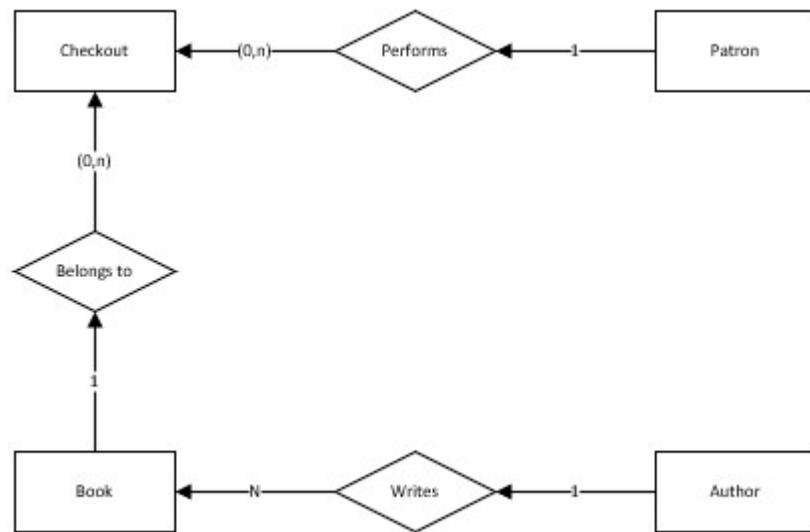 Checkout
(0,n)
Performs
1
Patron
(0,n)
Belongs to
1
Book
N
Writes
1
Author